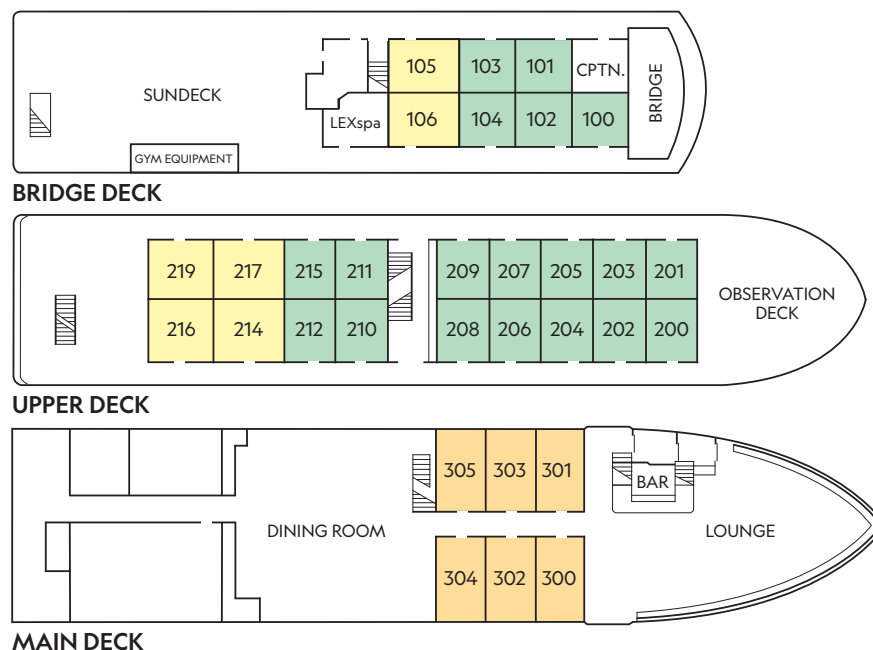 105 103 101 CPTN.
SUNDECK
BRIDGE
LEXspa 106 104 102 100
GYM EQUIPMENT
BRIDGE DECK
219 217 215 211 209 207 205 203 201
OBSERVATION
DECK
216 214 212 210 208 206 204 202 200
UPPER DECK
305 303 301
BAR
DINING ROOM
LOUNGE
304 302 300
MAIN DECK